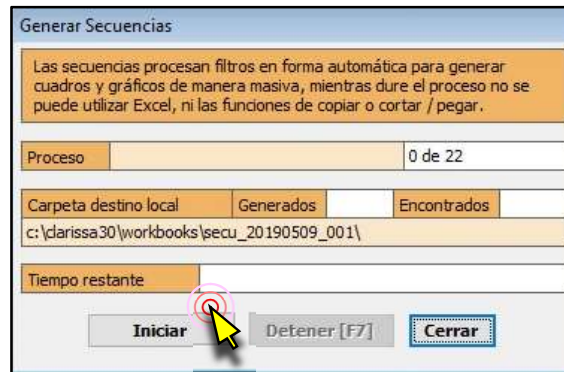 Generar Secuencias
Las secuencias procesan filtros en forma automática para generar
cuadros y gráficos de manera masiva, mientras dure el proceso no se
puede utilizar Excel, ni las funciones de copiar o cortar / pegar.
Proceso 0 de 22
Carpeta destino local Generados Encontrados
c:\clarissa30\workbooks\secu_20190509_001\
Tiempo restante
Iniciar Detener [F7] Cerrar